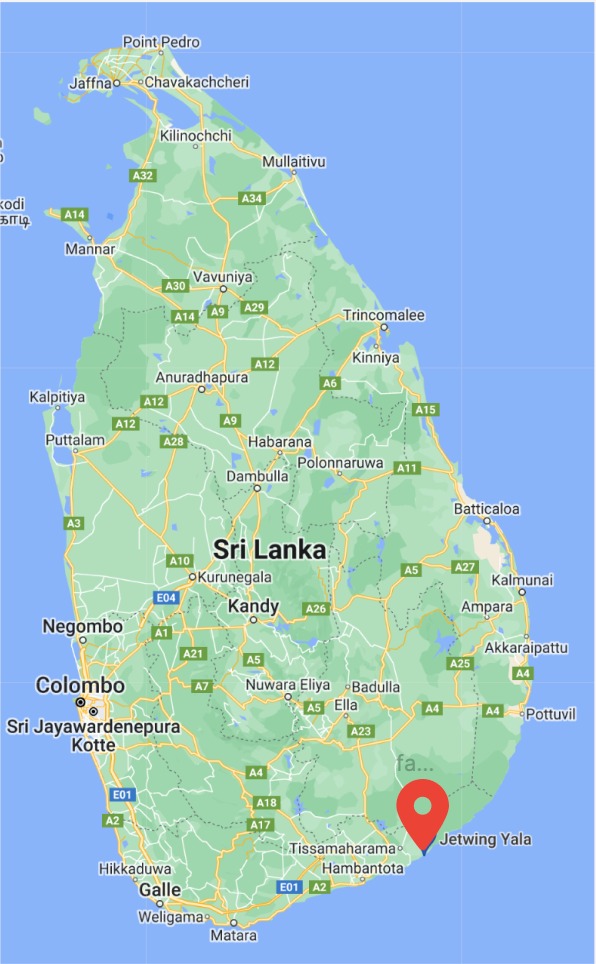 Point Pedro
Jaffna
Chavakachcheri
Kilinochchi
Mullaitivu
A32
A34
kodi
காடி
A14
Mannar
Vavuniya
A30
A14
A9
A29
Trincomalee
Kinniya
A12
Anuradhapura
A6
Kalpitiya
A12
A15
A12
A9
Puttalam
A28
Habarana
Polonnaruwa
A11
Dambulla
Batticaloa
A3
Sri Lanka
A10
Kurunegala
A5
A27
Kalmunai
E04
Kandy
A26
Ampara
Negombo
A1
Akkaraipattu
A21
A5
A25
A4
Colombo
A7
Nuwara Eliya
Badulla
Ella
A5
A4
A4
Pottuvil
Sri Jayawardenepura
Kotte
A23
fa...
A4
E01
A18
A2
A17
Jetwing Yala
Tissamaharama
Hikkaduwa
Hambantota
Galle
E01
A2
Weligama
Matara